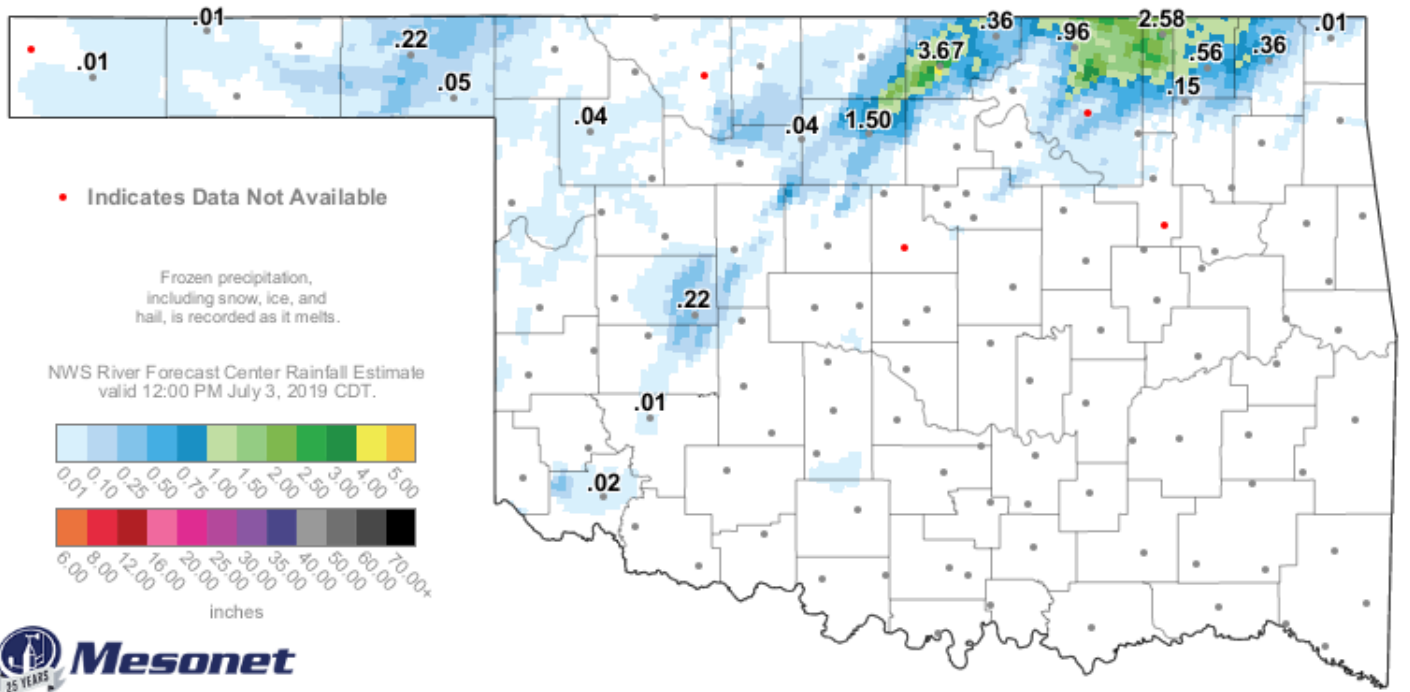 .01
.01
.22
.05
.04
.04
1.50
3.67
.36
.96
2.58
.56
.36
.15
.01
.22
.01
.02
Indicates Data Not Available
Frozen precipitation,
including snow, ice, and
hail, is recorded as it melts.
NWS River Forecast Center Rainfall Estimate
valid 12:00 PM July 3, 2019 CDT.
0.01 0.10 0.25 0.50 0.75 1.00 1.50 2.00 2.50 3.00 4.00 5.00
6.00 8.00 12.00 16.00 20.00 25.00 30.00 35.00 40.00 50.00 60.00 70.00+
inches
Mesonet
25 YEARS